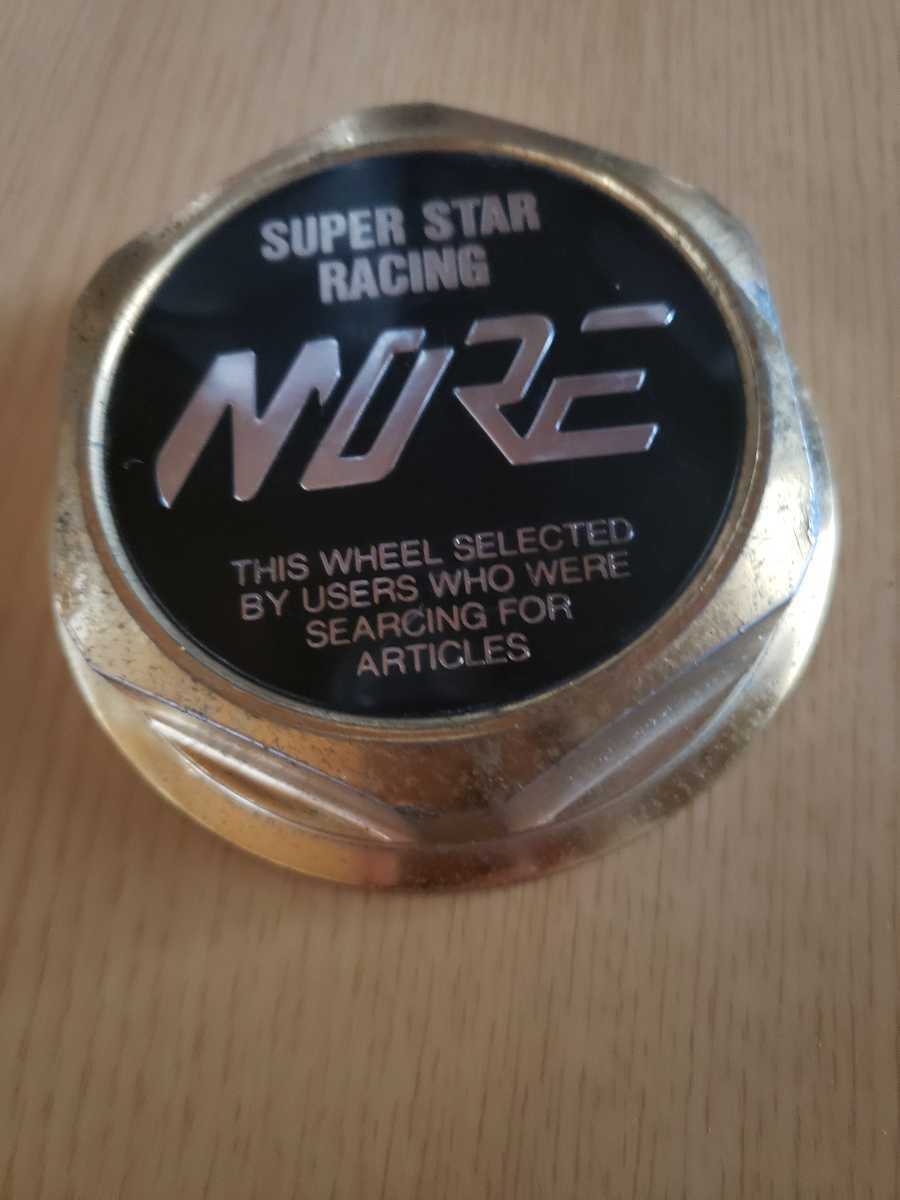 SUPER STAR
RACING
MORE
THIS WHEEL SELECTED
BY USERS WHO WERE
SEARCING FOR
ARTICLES